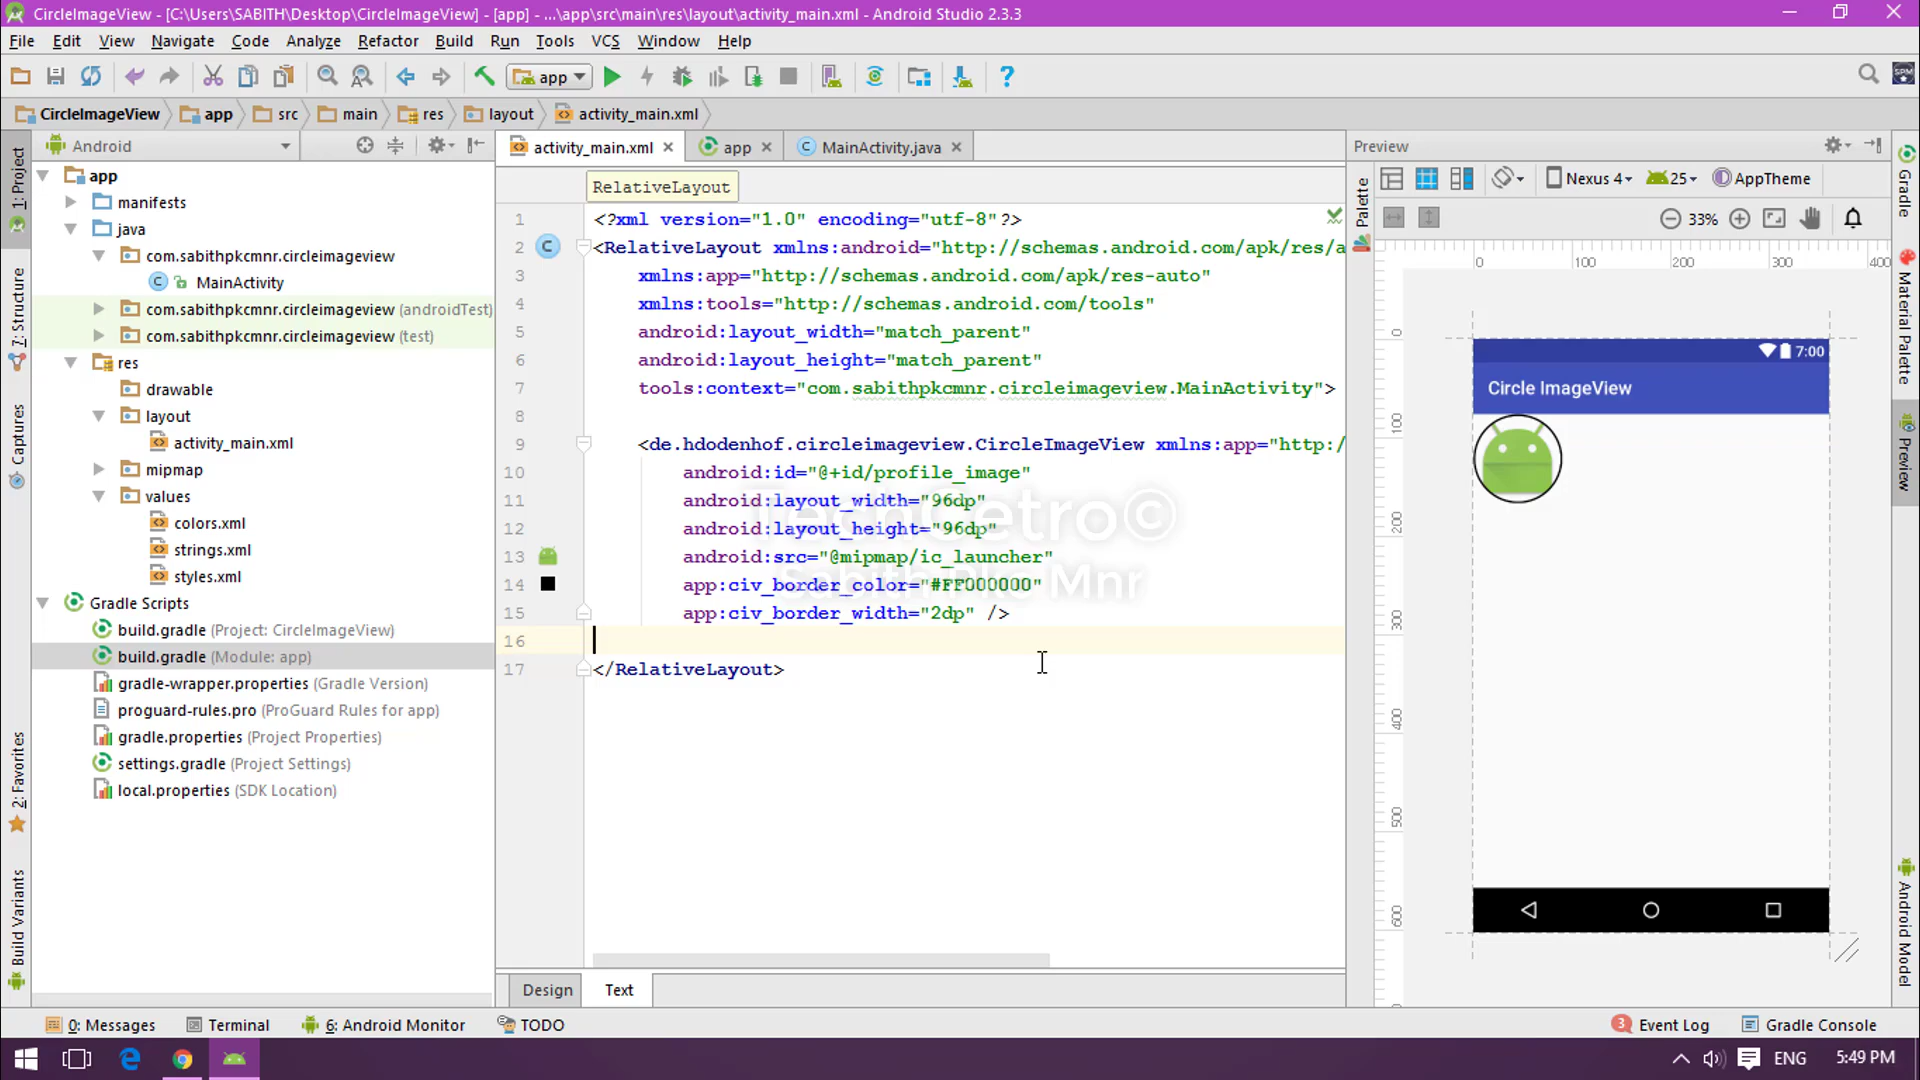 CircleImageView - [C:\Users\SABITH\Desktop\CircleImageView] - [app] - ...\app\src\main\res\layout\activity_main.xml - Android Studio 2.3.3
File Edit View Navigate Code Analyze Refactor Build Run Tools VCS Window Help
app
SPM
CircleImageView app src main res layout activity_main.xml
1: Project
7: Structure
Captures
2: Favorites
Build Variants
Android
app
manifests
java
com.sabithpkcmnr.circleimageview
MainActivity
com.sabithpkcmnr.circleimageview (androidTest)
com.sabithpkcmnr.circleimageview (test)
res
drawable
layout
activity_main.xml
mipmap
values
colors.xml
strings.xml
styles.xml
Gradle Scripts
build.gradle (Project: CircleImageView)
build.gradle (Module: app)
gradle-wrapper.properties (Gradle Version)
proguard-rules.pro (ProGuard Rules for app)
gradle.properties (Project Properties)
settings.gradle (Project Settings)
local.properties (SDK Location)
activity_main.xml app MainActivity.java
RelativeLayout
1 <?xml version="1.0" encoding="utf-8"?>
2 <RelativeLayout xmlns:android="http://schemas.android.com/apk/res/a
3 xmlns:app="http://schemas.android.com/apk/res-auto"
4 xmlns:tools="http://schemas.android.com/tools"
5 android:layout_width="match_parent"
6 android:layout_height="match_parent"
7 tools:context="com.sabithpkcmnr.circleimageview.MainActivity">
8
9 <de.hdodenhof.circleimageview.CircleImageView xmlns:app="http:/
10 android:id="@+id/profile_image"
11 android:layout_width="96dp"
12 android:layout_height="96dp"
13 android:src="@mipmap/ic_launcher"
14 app:civ_border_color="#FF000000"
15 app:civ_border_width="2dp" />
16
17 </RelativeLayout>
TechCetro©
Sabith Pkc Mnr
Design Text
Preview
Palette
Nexus 4 25 AppTheme
33%
0 100 200 300 400
0
100
200
300
400
500
600
7:00
Circle ImageView
Gradle
Material Palette
Preview
Android Model
0: Messages Terminal 6: Android Monitor TODO
3 Event Log Gradle Console
ENG 5:49 PM